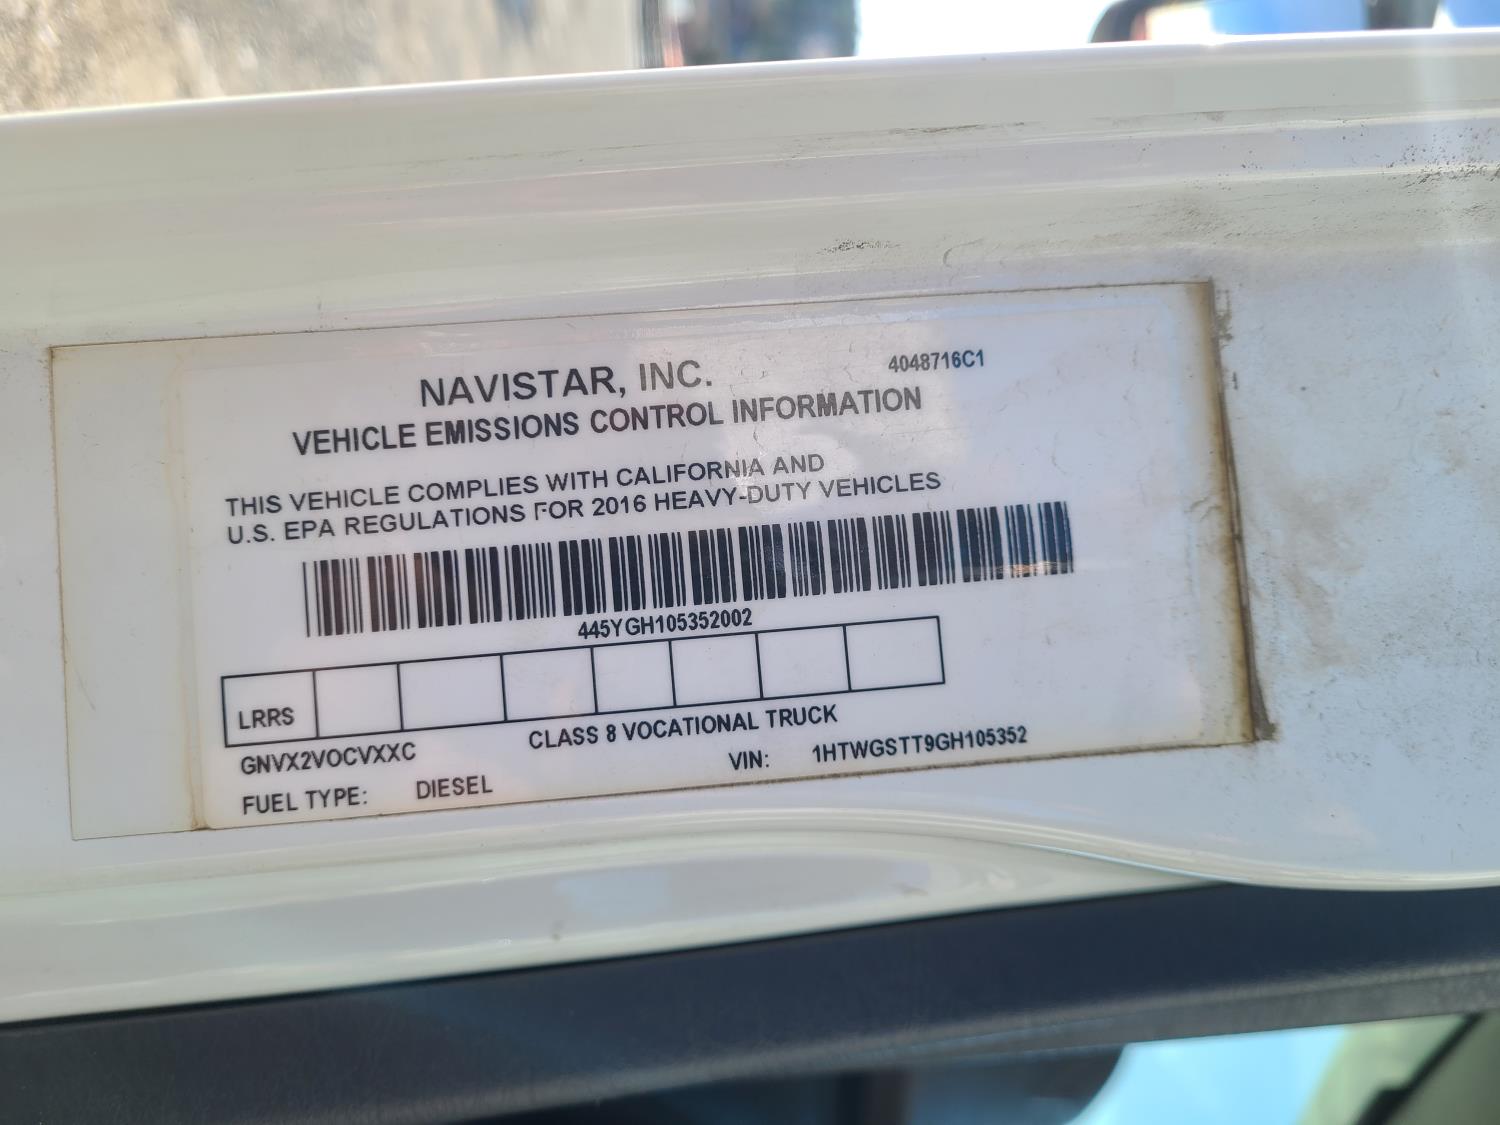 NAVISTAR, INC.
4048716C1
VEHICLE EMISSIONS CONTROL INFORMATION
THIS VEHICLE COMPLIES WITH CALIFORNIA AND
U.S. EPA REGULATIONS FOR 2016 HEAVY-DUTY VEHICLES
445YGH105352002
LRRS
GNVX2VOCVXXC
CLASS 8 VOCATIONAL TRUCK
FUEL TYPE: DIESEL
VIN: 1HTWGSTT9GH105352